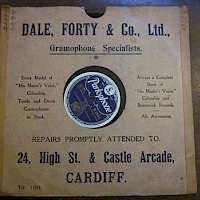 DALE, FORTY & Co., Ltd.,
Gramophone Specialists.
Every Model of
"His Master's Voice,"
Columbia
Tonds and Decca
Gramophones
in Stock.
Always a Complete
Stock of
"His Master's Voice,"
Columbia and
Records.
All Accessories.
Parlophone
REPAIRS PROMPTLY ATTENDED TO.
24, High St. & Castle Arcade,
CARDIFF.